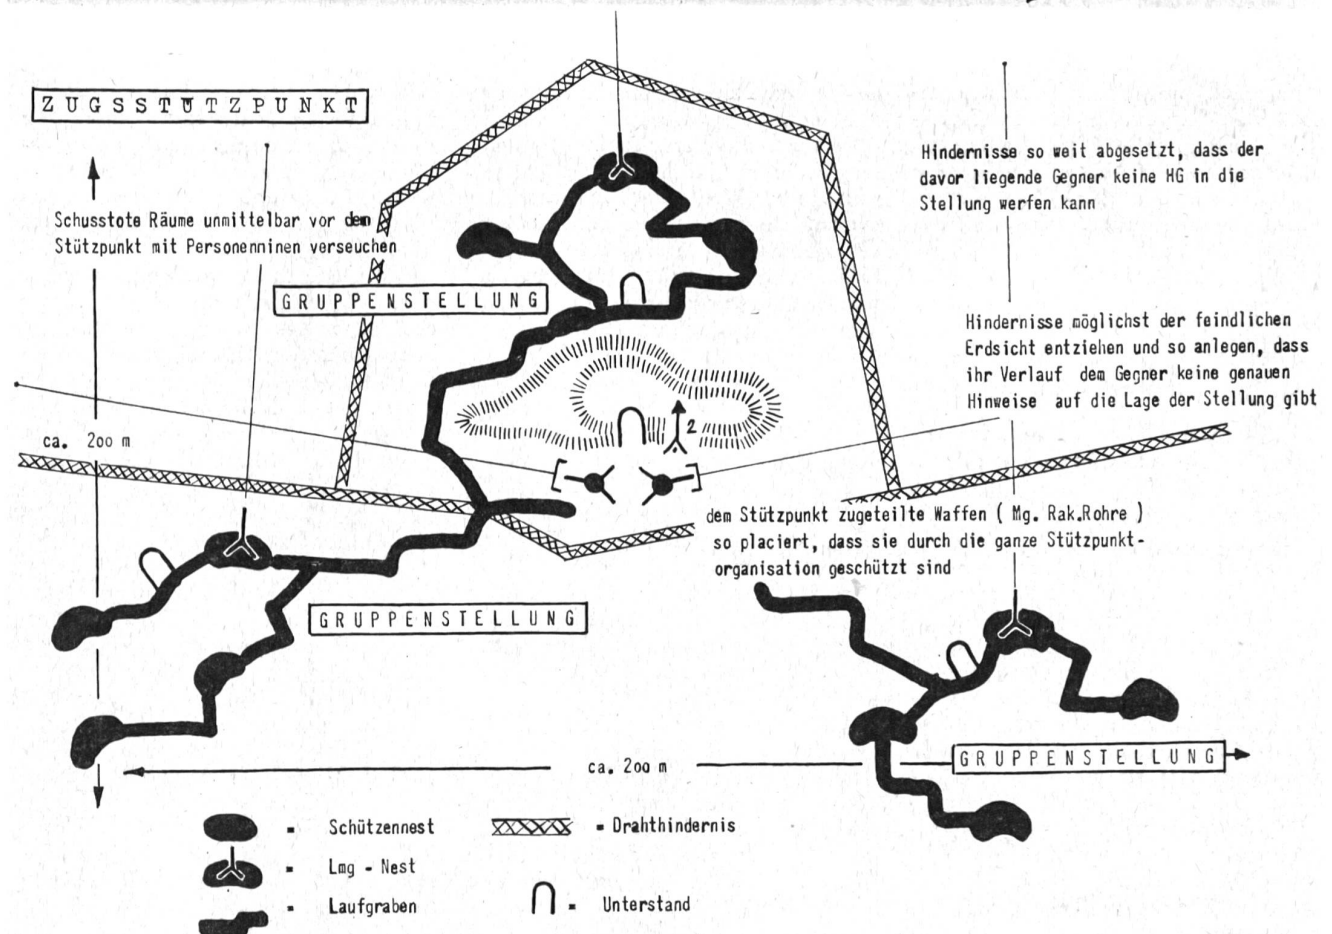 ZUGSSTÜTZPUNKT
Schusstote Räume unmittelbar vor dem
Stützpunkt mit Personenminen verseuchen
Hindernisse so weit abgesetzt, dass der
davor liegende Gegner keine HG in die
Stellung werfen kann
GRUPPENSTELLUNG
Hindernisse möglichst der feindlichen
Erdsicht entziehen und so anlegen, dass
ihr Verlauf dem Gegner keine genauen
Hinweise auf die Lage der Stellung gibt
2
ca. 200 m
dem Stützpunkt zugeteilte Waffen ( Mg. Rak.Rohre )
so placiert, dass sie durch die ganze Stützpunkt-
organisation geschützt sind
GRUPPENSTELLUNG
GRUPPENSTELLUNG
ca. 200 m
= Schützennest
= Drahthindernis
= Lmg - Nest
= Laufgraben
= Unterstand